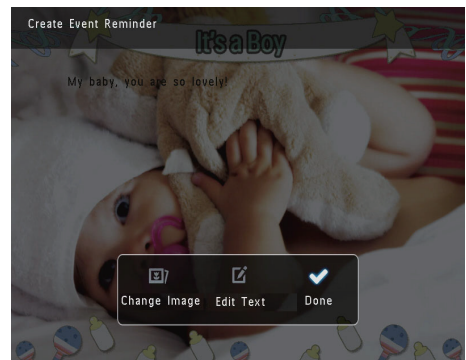 Create Event Reminder
It's a Boy
My baby, you are so lovely!
Change Image
Edit Text
Done